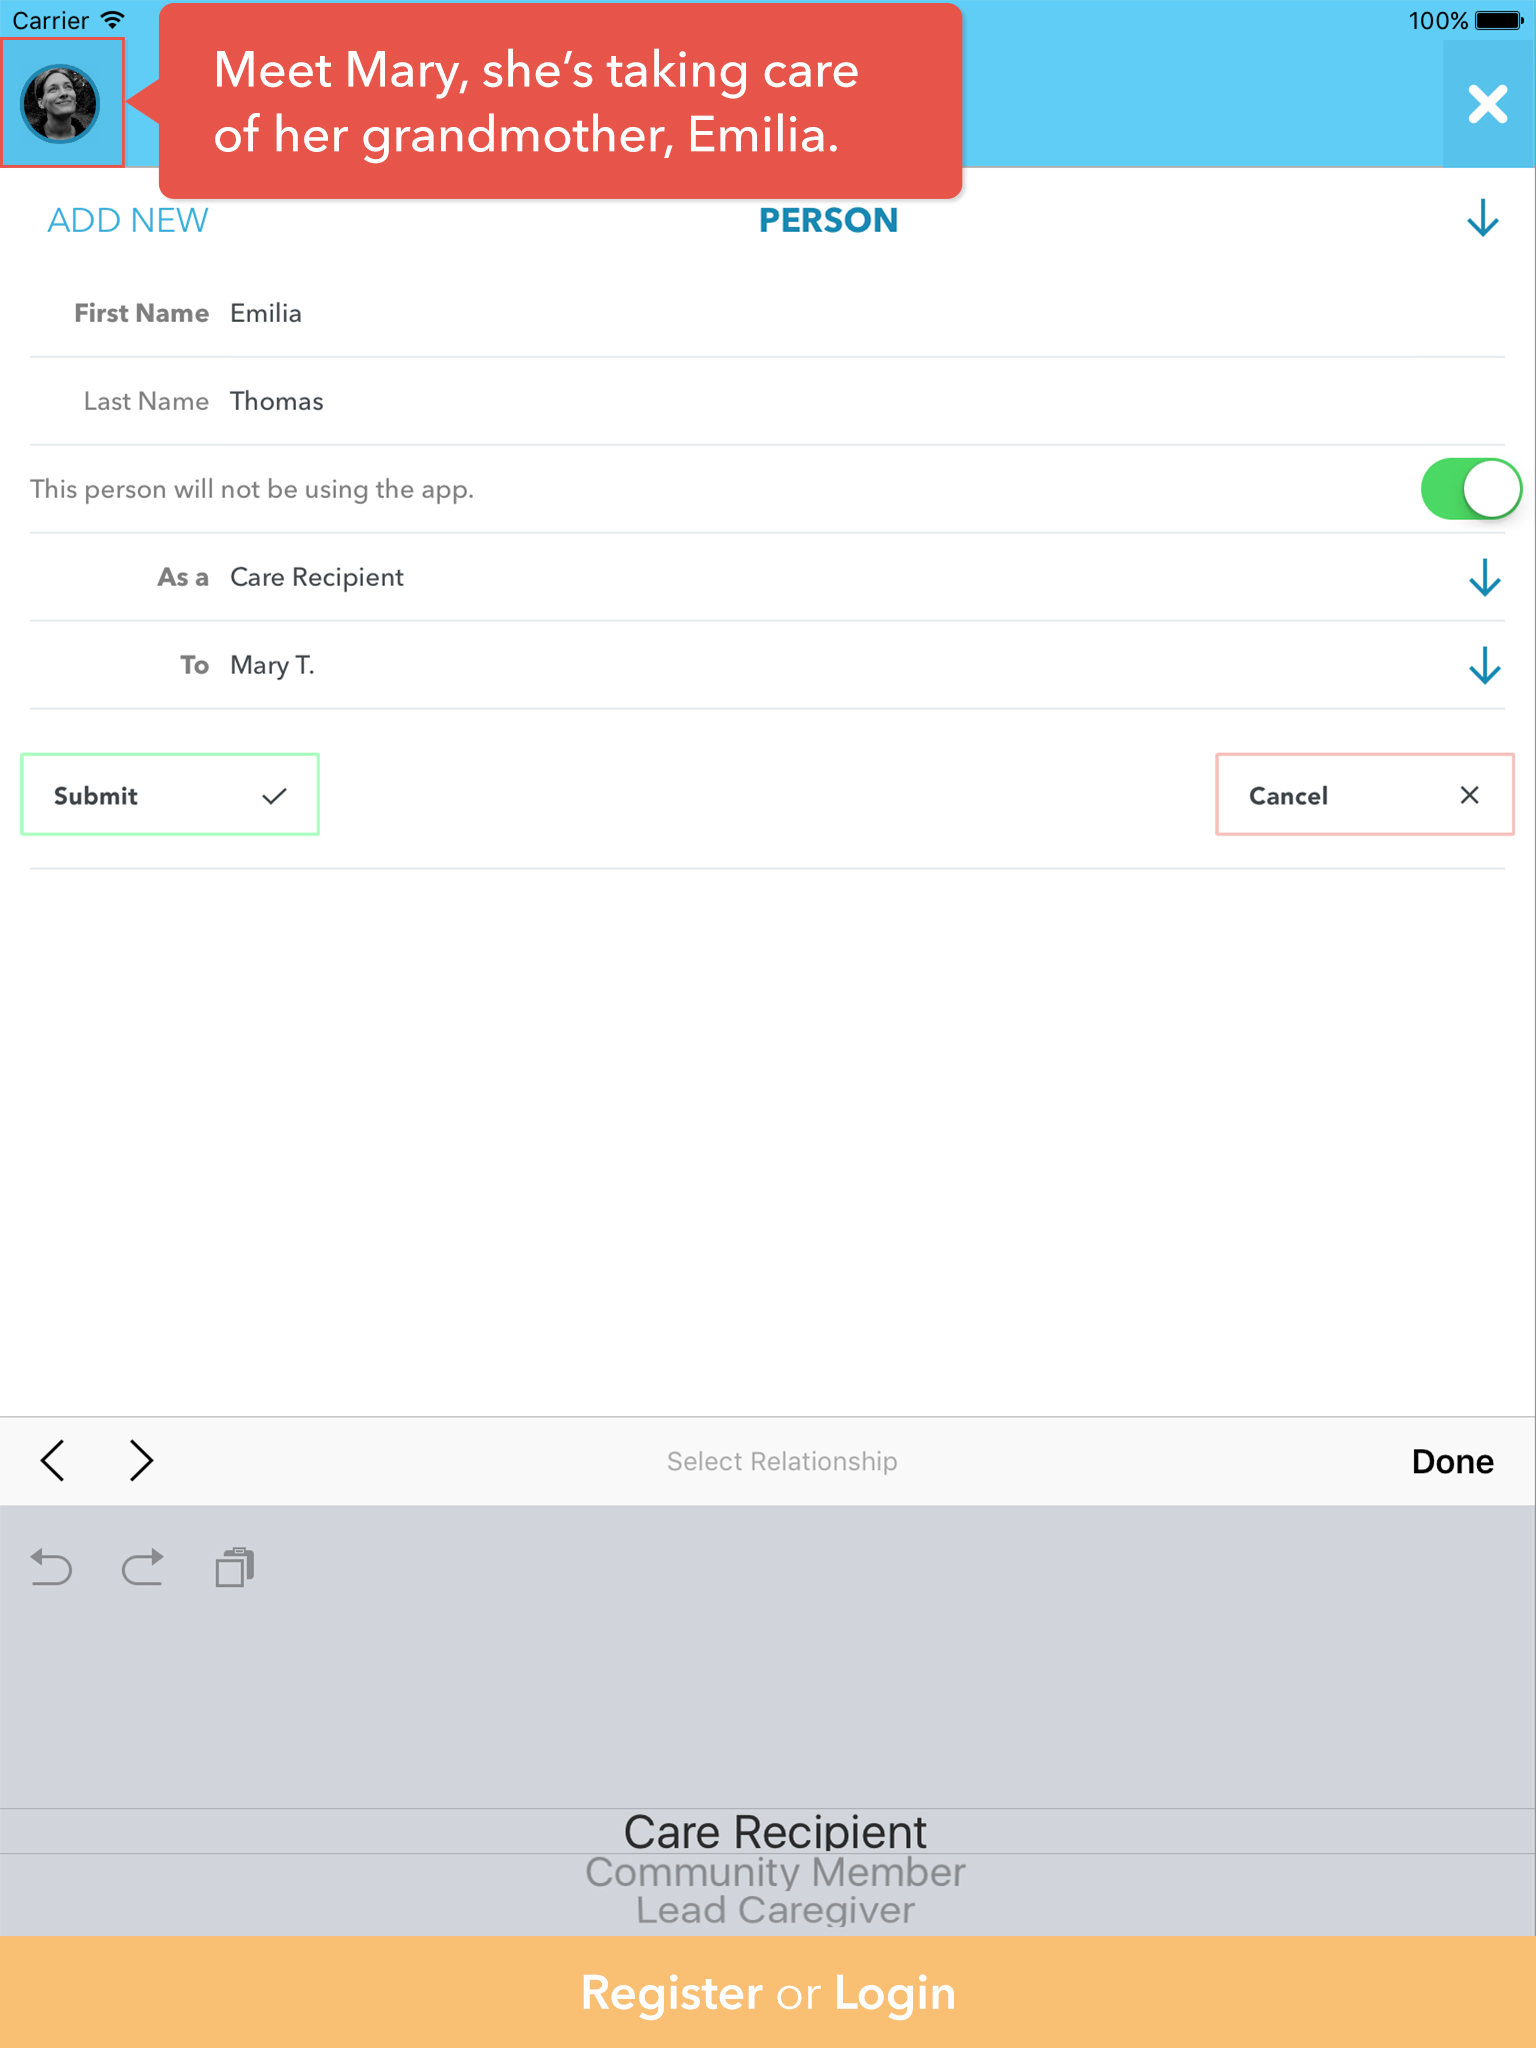 Carrier
100%
Meet Mary, she's taking care
of her grandmother, Emilia.
ADD NEW
PERSON
First Name Emilia
Last Name Thomas
This person will not be using the app.
As a Care Recipient
To Mary T.
Submit
Cancel
Select Relationship
Done
Care Recipient
Community Member
Lead Caregiver
Register or Login